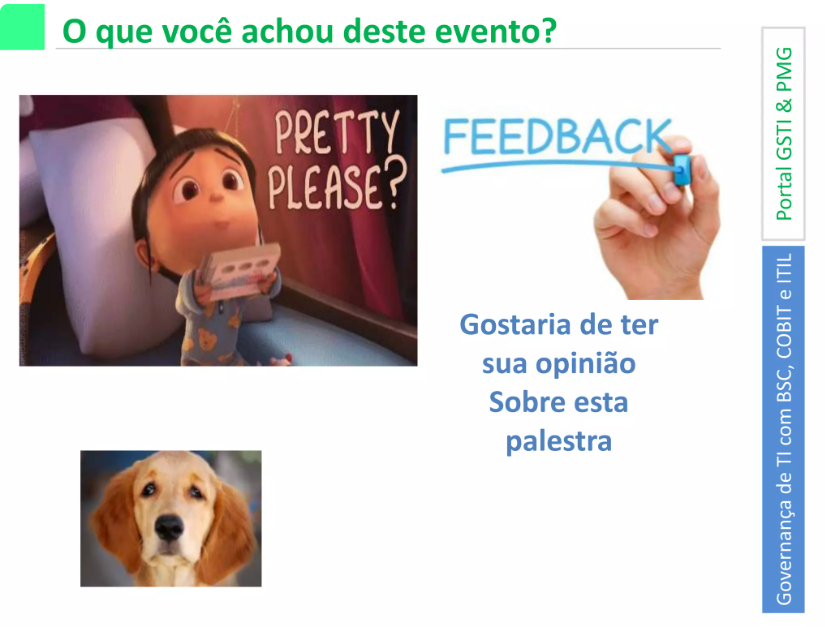 O que você achou deste evento?
PRETTY
PLEASE?
FEEDBACK
Gostaria de ter
sua opinião
Sobre esta
palestra
Portal GSTI & PMG
Governança de TI com BSC, COBIT e ITIL